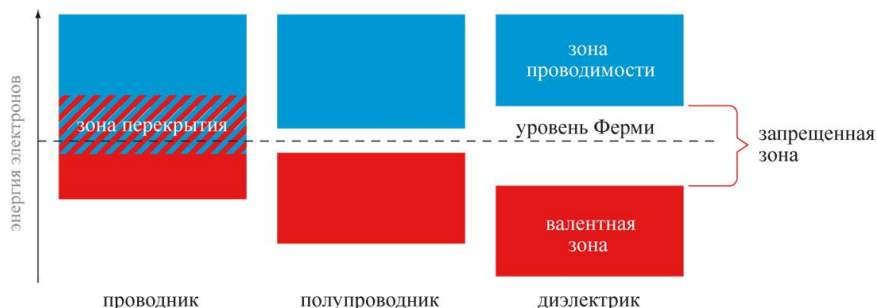 энергия электронов
зона перекрытия
зона
проводимости
уровень Ферми
запрещенная
зона
валентная
зона
проводник
полупроводник
диэлектрик